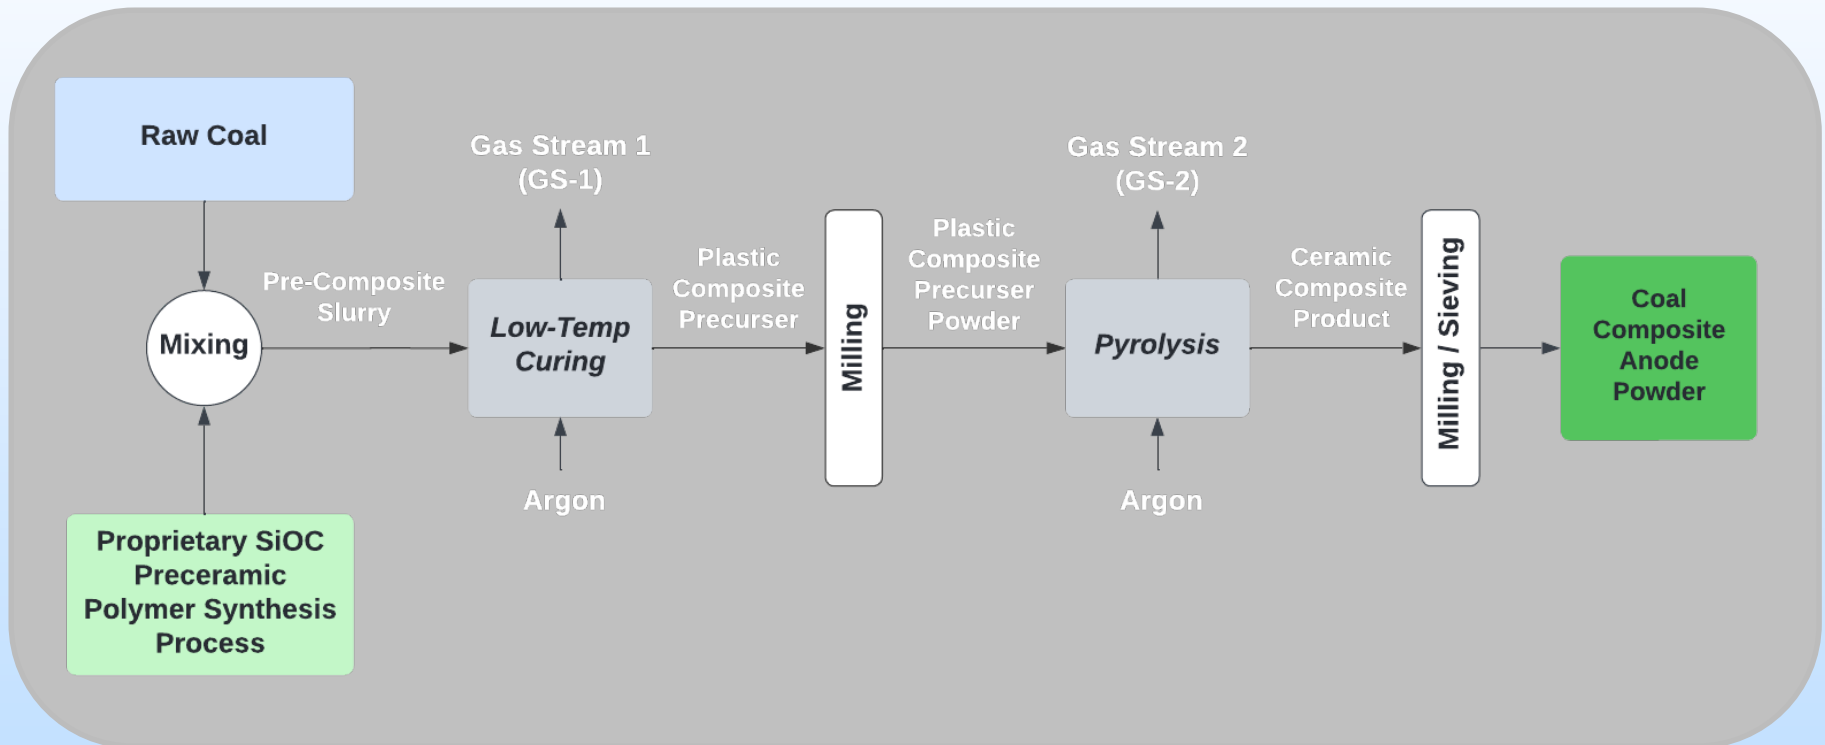 Raw Coal
Gas Stream 1
(GS-1)
Gas Stream 2
(GS-2)
Mixing
Pre-Composite
Slurry
Low-Temp
Curing
Plastic
Composite
Precurser
Milling
Plastic
Composite
Precurser
Powder
Pyrolysis
Ceramic
Composite
Product
Milling / Sieving
Coal
Composite
Anode
Powder
Argon
Argon
Proprietary SiOC
Preceramic
Polymer Synthesis
Process